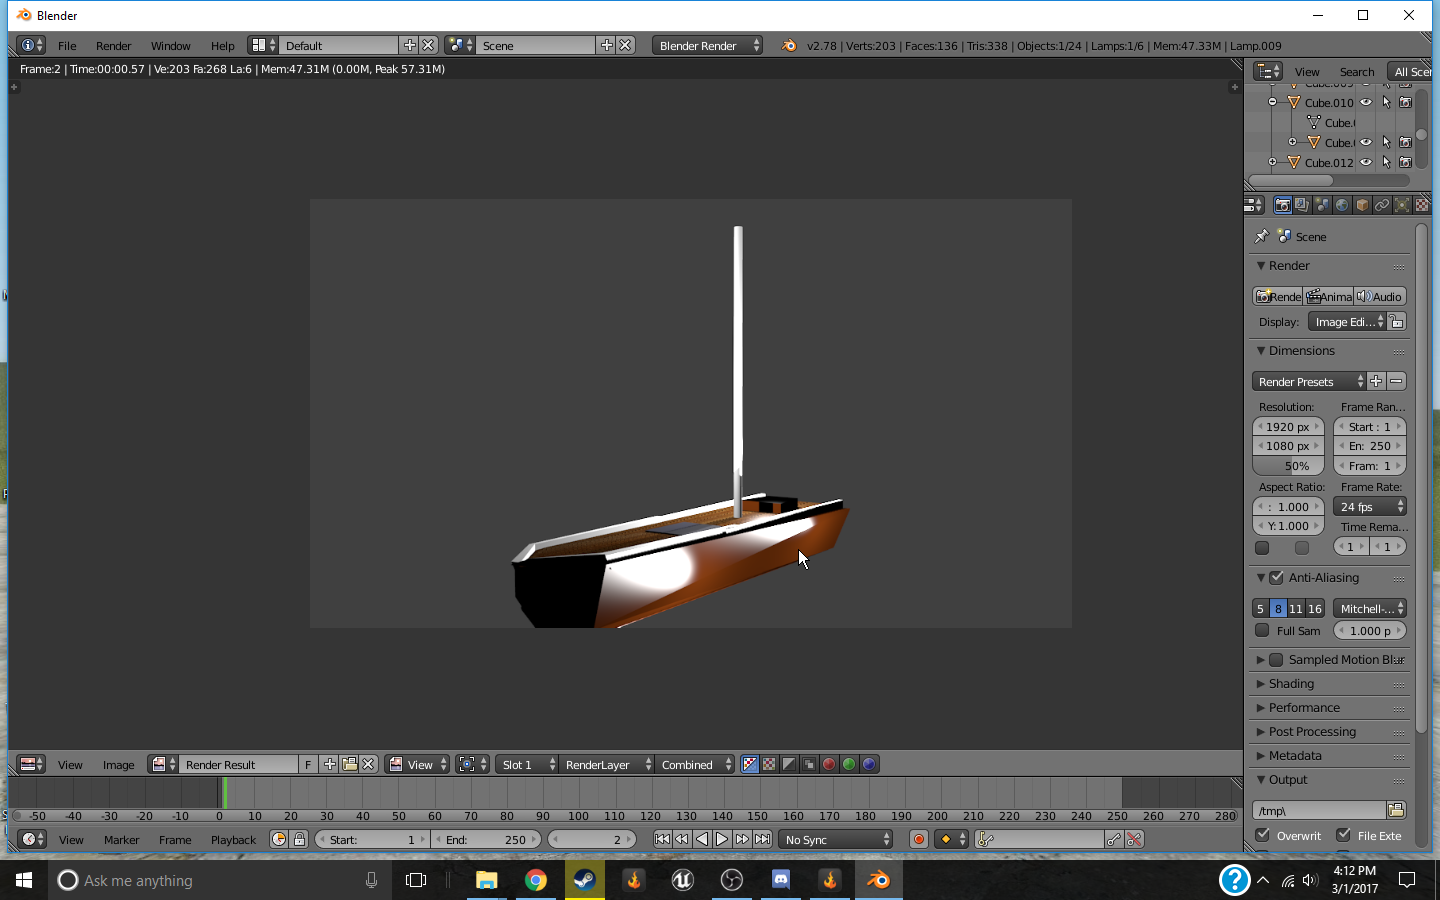 Blender
File Render Window Help Default Scene Blender Render v2.78 | Verts:203 | Faces:136 | Tris:338 | Objects:1/24 | Lamps:1/6 | Mem:47.33M | Lamp.009
Frame:2 | Time:00:00.57 | Ve:203 Fa:268 La:6 | Mem:47.31M (0.00M, Peak 57.31M)
View Search All Scen
Cube.009
Cube.010
Cube.
Cube.
Cube.012
Scene
Render
Rende Anima Audio
Display: Image Edi...
Dimensions
Render Presets
Resolution: Frame Ran...
1920 px Start : 1
1080 px En: 250
50% Fram: 1
Aspect Ratio: Frame Rate:
: 1.000 24 fps
Y: 1.000 Time Rema...
1 1
Anti-Aliasing
5 8 11 16 Mitchell-...
Full Sam 1.000 p
Sampled Motion Blur
Shading
Performance
Post Processing
Metadata
Output
/tmp\
Overwrit File Exte
View Image Render Result F View Slot 1 RenderLayer Combined
-50 -40 -30 -20 -10 0 10 20 30 40 50 60 70 80 90 100 110 120 130 140 150 160 170 180 190 200 210 220 230 240 250 260 270 280
View Marker Frame Playback Start: 1 End: 250 2 No Sync
Ask me anything
4:12 PM
3/1/2017